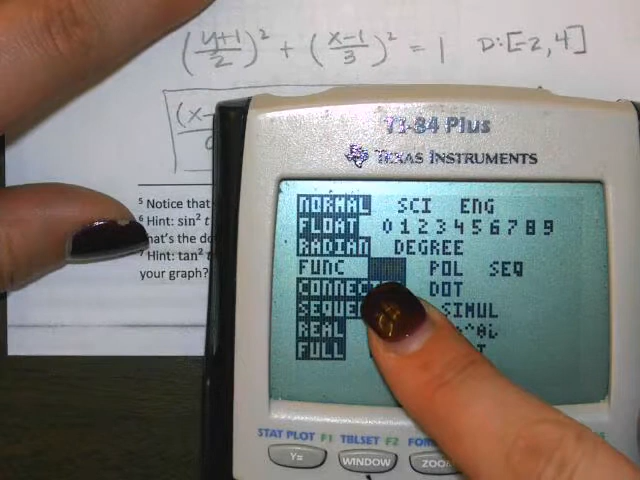 (y+1/2)² + (x-1/3)² = 1 D: [-2, 4]
(x-
TI-84 Plus
TEXAS INSTRUMENTS
NORMAL SCI ENG
FLOAT 0123456789
RADIAN DEGREE
FUNC POL SEQ
DOT
SIMUL
REAL
FULL
⁵ Notice that
⁶ Hint: sin² t
hat's the do
⁷ Hint: tan² t
your graph?
STAT PLOT F1 TBLSET F2
Y= WINDOW